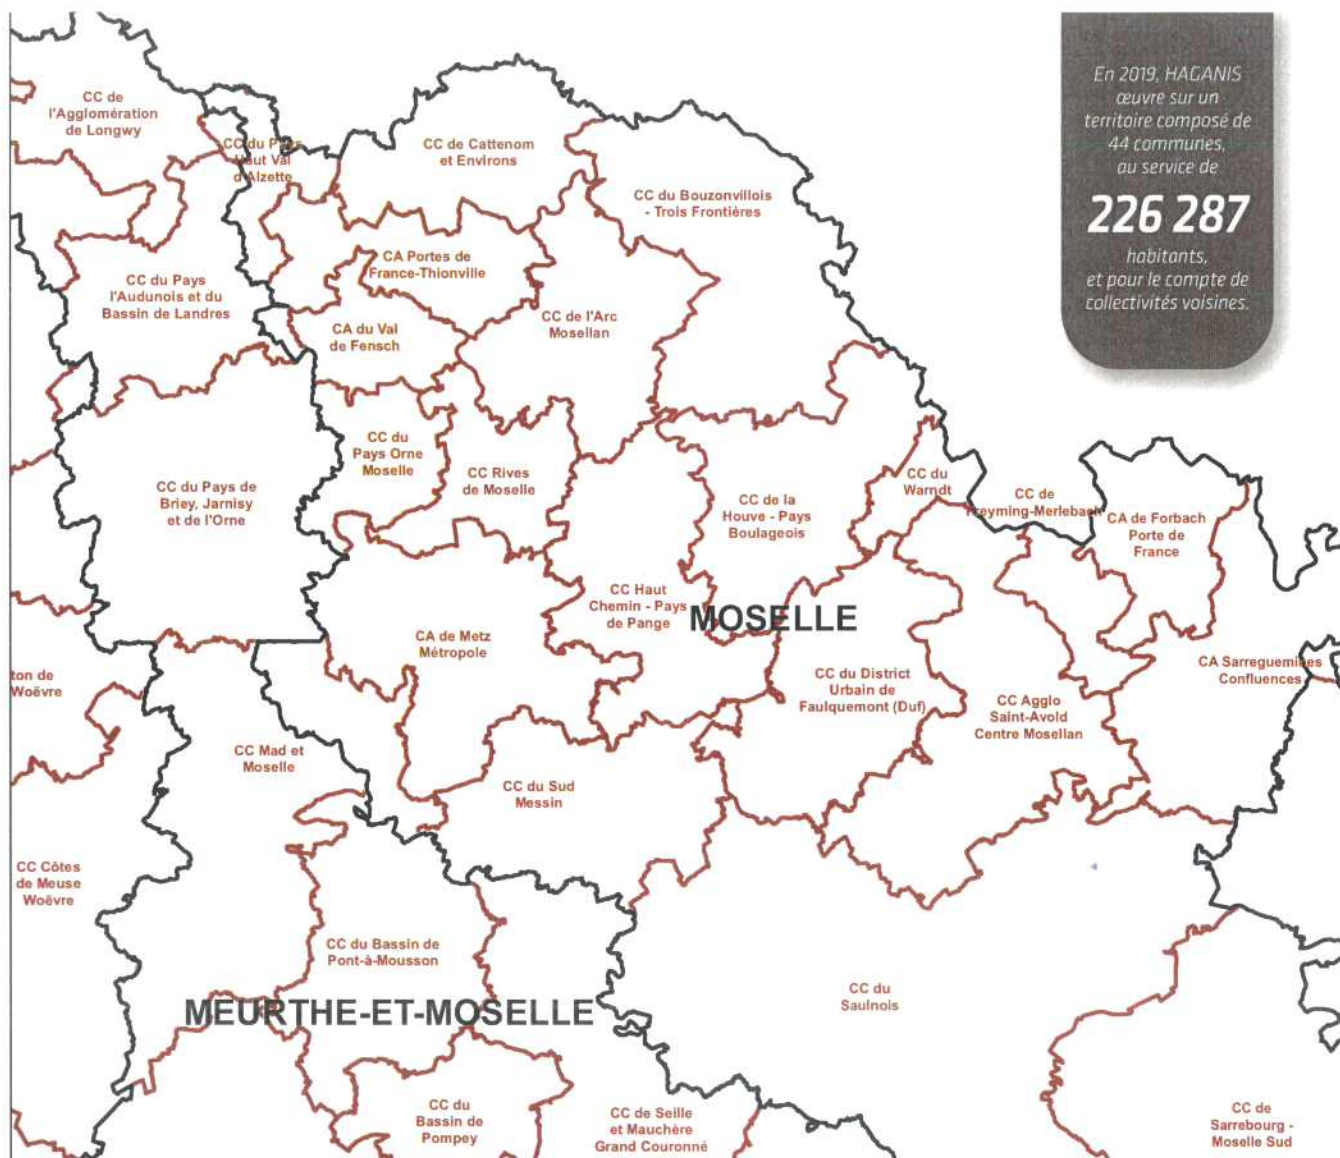 En 2019, HAGANIS
œuvre sur un
territoire composé de
44 communes,
au service de
226 287
habitants,
et pour le compte de
collectivités voisines.
CC de
l'Agglomération
de Longwy
CC du Pays
Haut Val
d'Alzette
CC de Cattenom
et Environs
CC du Bouzonvillois
- Trois Frontières
CA Portes de
France-Thionville
CC du Pays
l'Audunois et du
Bassin de Landres
CA du Val
de Fensch
CC de l'Arc
Mosellan
CC du
Pays Orne
Moselle
CC Rives
de Moselle
CC du Pays de
Briey, Jarnisy
et de l'Orne
CC de la
Houve - Pays
Boulageois
CC du
Warndt
CC de
Freyming-Merlebach
CA de Forbach
Porte de
France
CC Haut
Chemin - Pays
de Pange
MOSELLE
CA de Metz
Métropole
CC du District
Urbain de
Faulquemont (Duf)
CC Agglo
Saint-Avold
Centre Mosellan
CA Sarreguemines
Confluences
ton de
Woëvre
CC Mad et
Moselle
CC du Sud
Messin
CC Côtes
de Meuse
Woëvre
CC du Bassin de
Pont-à-Mousson
MEURTHE-ET-MOSELLE
CC du
Saulnois
CC du
Bassin de
Pompey
CC de Seille
et Mauchère
Grand Couronné
CC de
Sarrebourg -
Moselle Sud